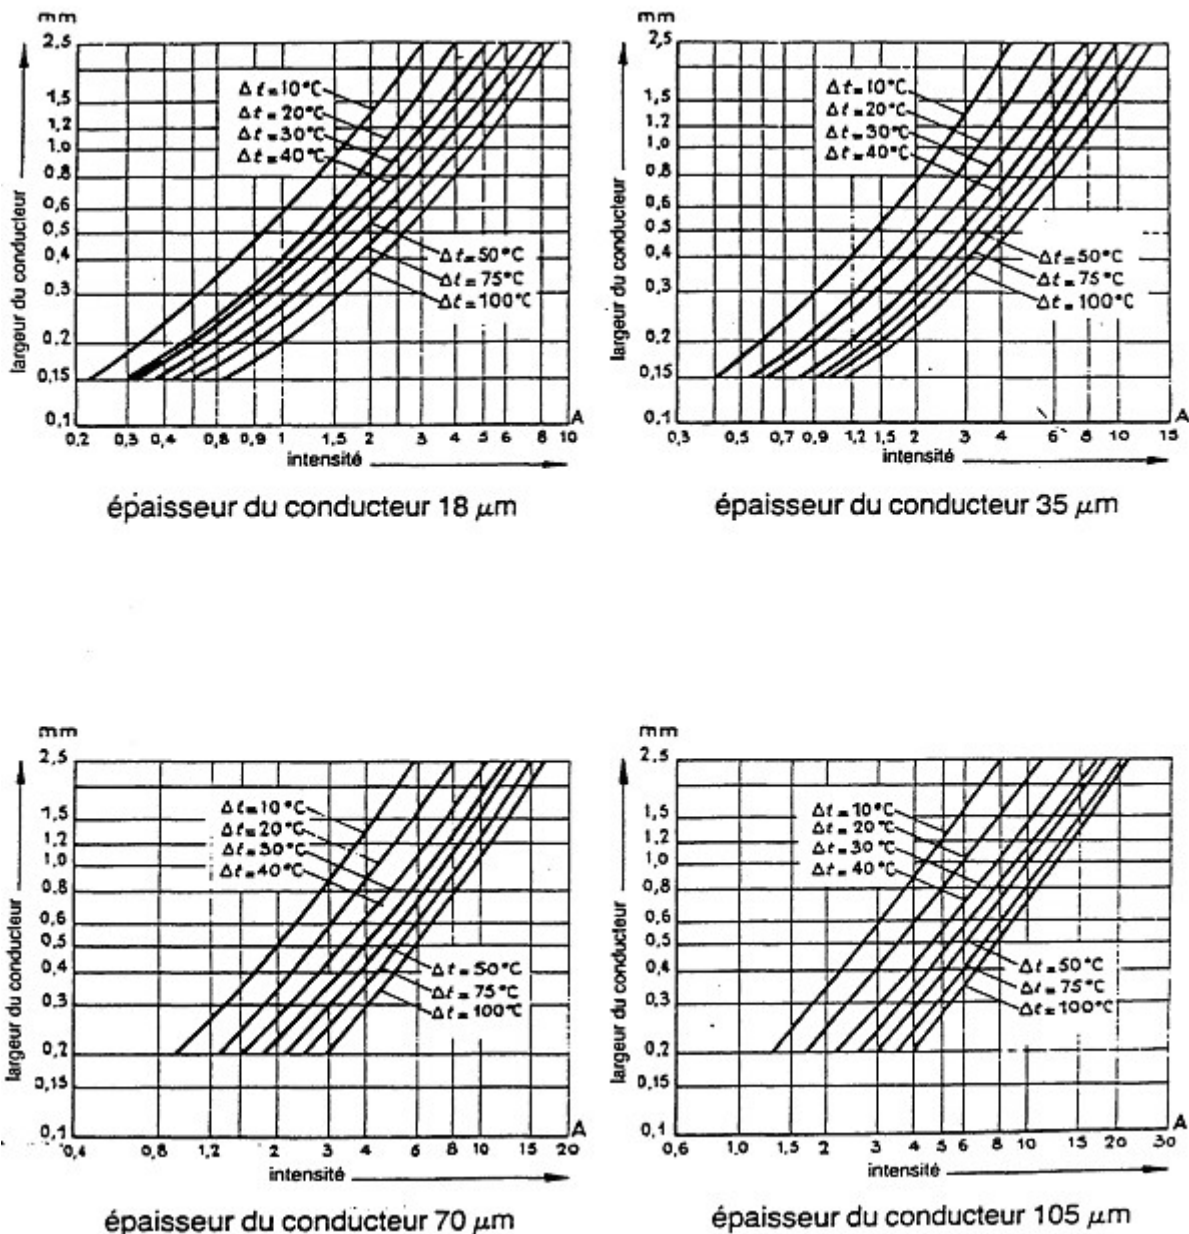 mm
2,5
1,5
1,2
1,0
0,8
0,6
0,5
0,4
0,3
0,2
0,15
0,1
largeur du conducteur
Δt=10°C
Δt=20°C
Δt=30°C
Δt=40°C
Δt=50°C
Δt=75°C
Δt=100°C
A
0,2 0,3 0,4 0,8 0,9 1 1,5 2 3 4 5 6 8 10
intensité
épaisseur du conducteur 18 μm
mm
2,5
1,5
1,2
1,0
0,8
0,6
0,5
0,4
0,3
0,2
0,15
0,1
largeur du conducteur
Δt=10°C
Δt=20°C
Δt=30°C
Δt=40°C
Δt=50°C
Δt=75°C
Δt=100°C
A
0,3 0,5 0,7 0,9 1,2 1,5 2 3 4 6 8 10 15
intensité
épaisseur du conducteur 35 μm
mm
2,5
1,5
1,2
1,0
0,8
0,6
0,5
0,4
0,3
0,2
0,15
0,1
largeur du conducteur
Δt=10°C
Δt=20°C
Δt=50°C
Δt=40°C
Δt=50°C
Δt=75°C
Δt=100°C
A
0,4 0,6 0,8 1,2 2 3 4 6 8 10 15 20
intensité
épaisseur du conducteur 70 μm
mm
2,5
1,5
1,2
1,0
0,8
0,6
0,5
0,4
0,3
0,2
0,15
0,1
largeur du conducteur
Δt=10°C
Δt=20°C
Δt=30°C
Δt=40°C
Δt=50°C
Δt=75°C
Δt=100°C
A
0,6 1,0 1,5 2 3 4 5 6 8 10 15 20 30
intensité
épaisseur du conducteur 105 μm